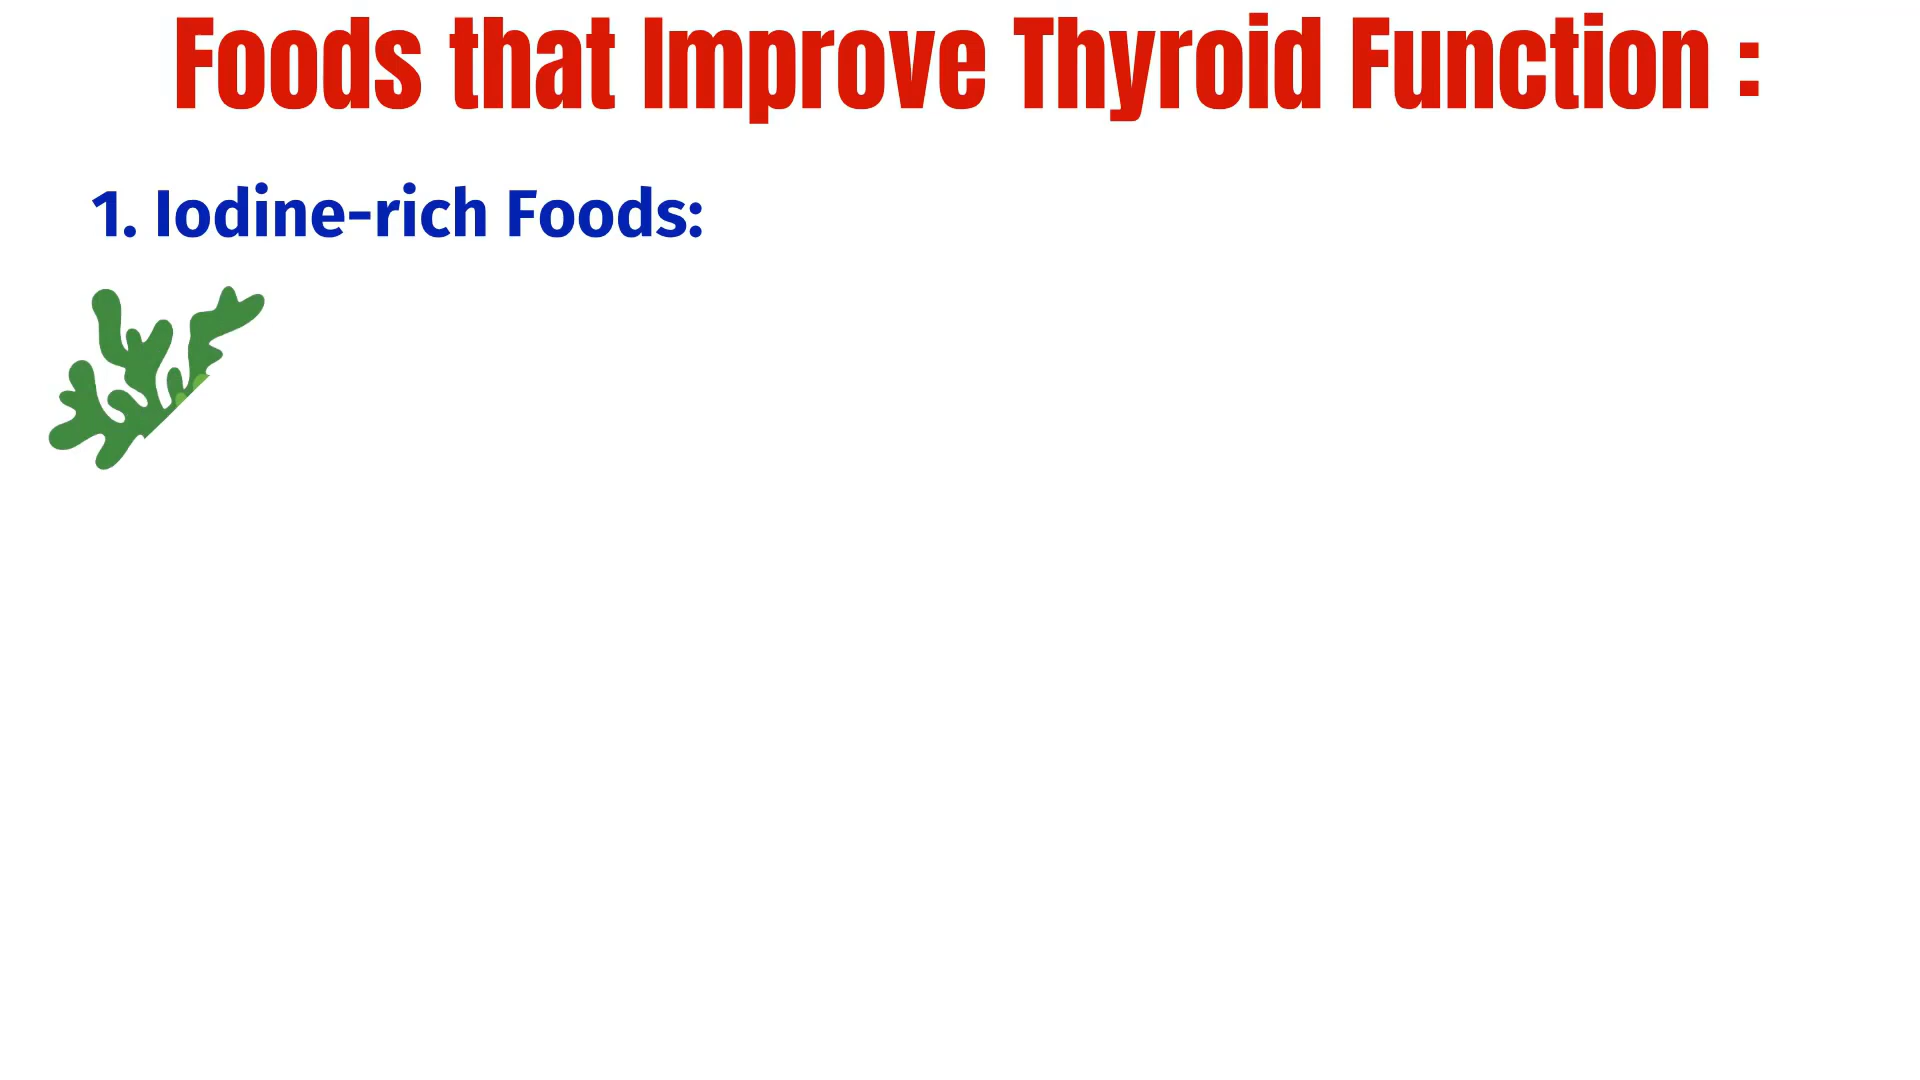 Foods that Improve Thyroid Function :
1. Iodine-rich Foods: